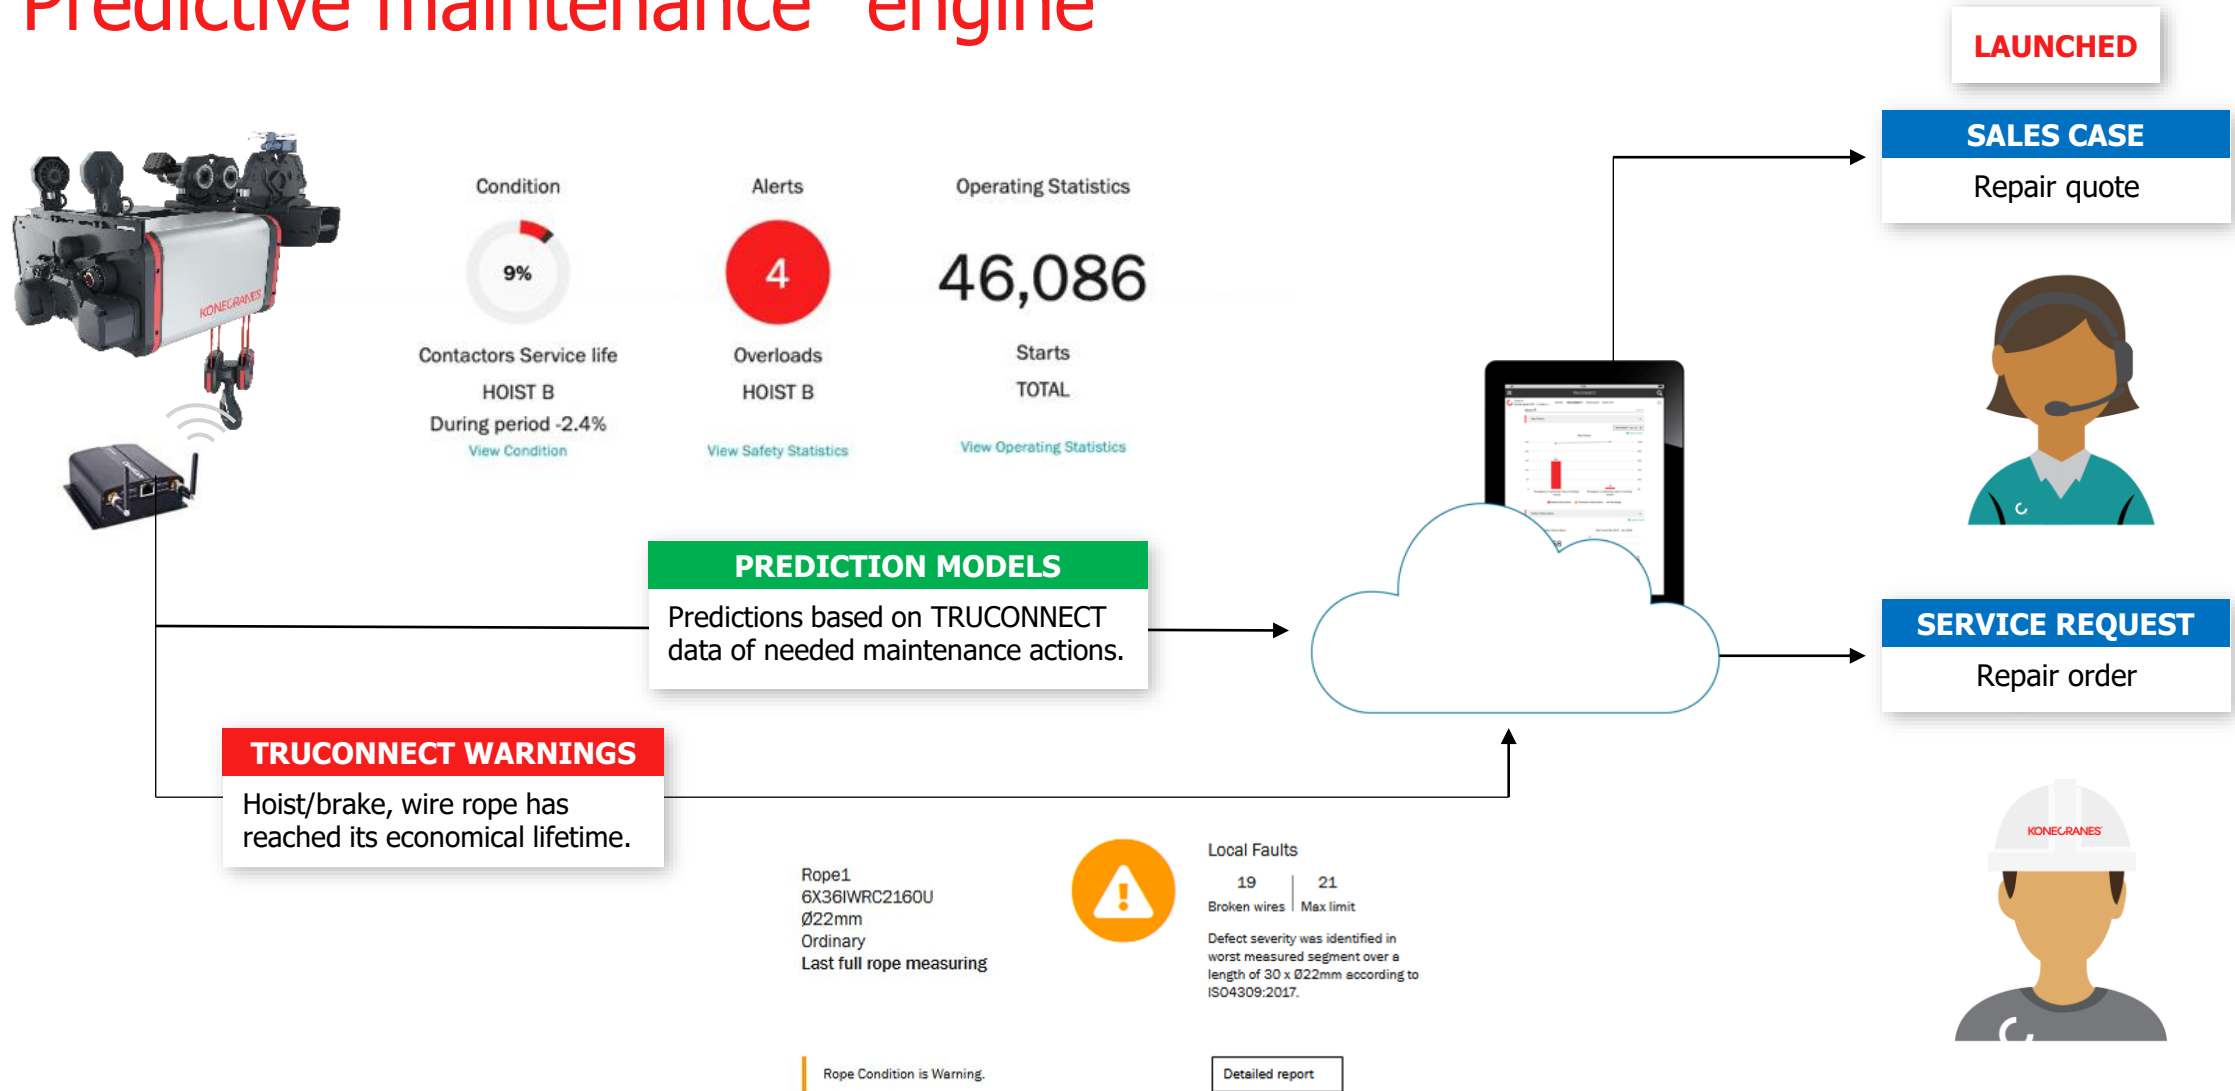 Predictive maintenance "engine"
LAUNCHED
SALES CASE
Repair quote
Condition
Alerts
Operating Statistics
9%
4
46,086
Contactors Service life
HOIST B
During period -2.4%
View Condition
Overloads
HOIST B
View Safety Statistics
Starts
TOTAL
View Operating Statistics
KONECRANES
PREDICTION MODELS
Predictions based on TRUCONNECT
data of needed maintenance actions.
SERVICE REQUEST
Repair order
TRUCONNECT WARNINGS
Hoist/brake, wire rope has
reached its economical lifetime.
Rope1
6X36IWRC2160U
Ø22mm
Ordinary
Last full rope measuring
Local Faults
19 21
Broken wires Max limit
Defect severity was identified in
worst measured segment over a
length of 30 x Ø22mm according to
ISO4309:2017.
KONECRANES
Rope Condition is Warning.
Detailed report